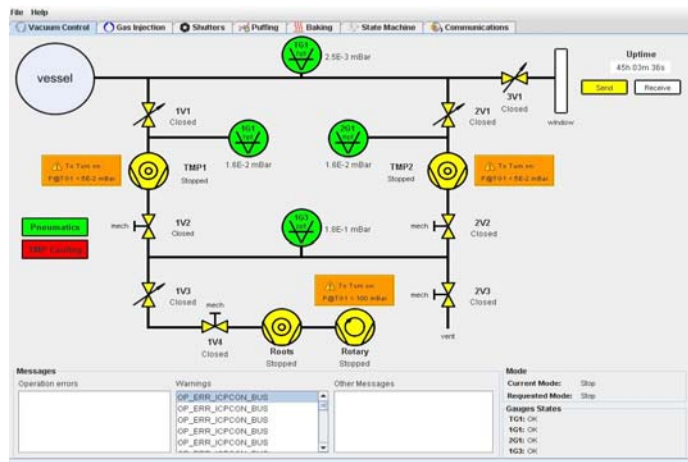 File Help
Vacuum Control Gas Injection Shutters Puffing Baking State Machine Communications
TG1
2.5E-3 mBar
Uptime
45h 03m 36s
vessel
3V1
Closed
Send Receive
window
1V1
Closed
2V1
Closed
1G1
1.6E-2 mBar
2G1
1.6E-2 mBar
To Turn on:
TMP1
Stopped
TMP2
Stopped
To Turn on:
Pneumatics
TMP Cooling
mech
1V2
Closed
1G3
1.8E-1 mBar
mech
2V2
Closed
1V3
Closed
To Turn on:
mech
2V3
Closed
mech
1V4
Closed
Roots
Stopped
Rotary
Stopped
vent
Messages
Operation errors
Warnings
Other Messages
OP_ERR_ICPCON_BUS
OP_ERR_ICPCON_BUS
OP_ERR_ICPCON_BUS
OP_ERR_ICPCON_BUS
OP_ERR_ICPCON_BUS
Mode
Current Mode: Stop
Requested Mode: Stop
Gauges States
TG1: OK
1G1: OK
2G1: OK
1G3: OK